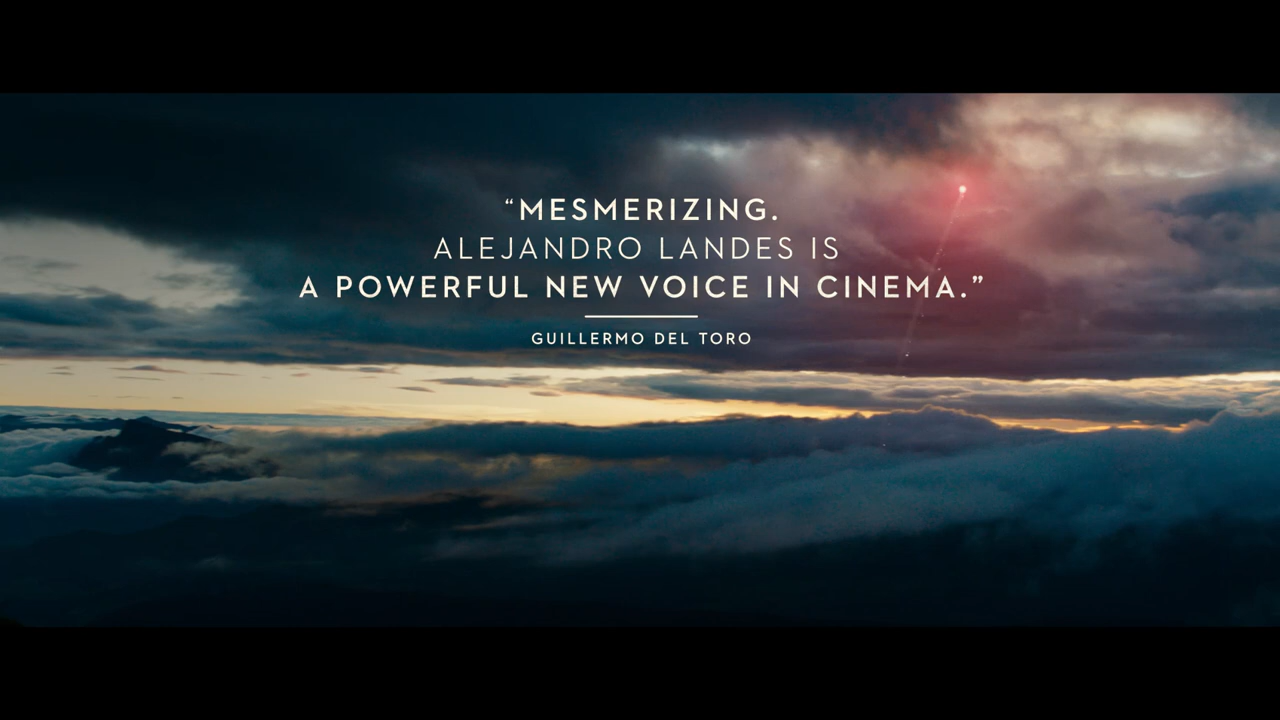 “MESMERIZING.
ALEJANDRO LANDES IS
A POWERFUL NEW VOICE IN CINEMA.”
GUILLERMO DEL TORO